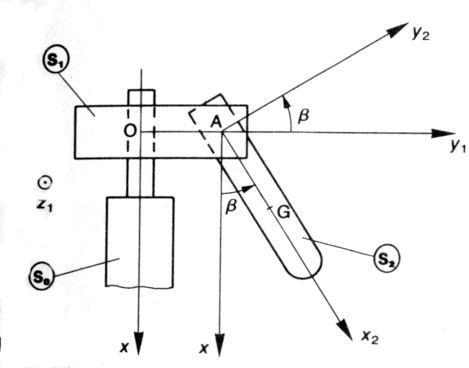 y₂
S₁
A
β
O
y₁
z₁
β
G
S₂
S₀
x
x
x₂